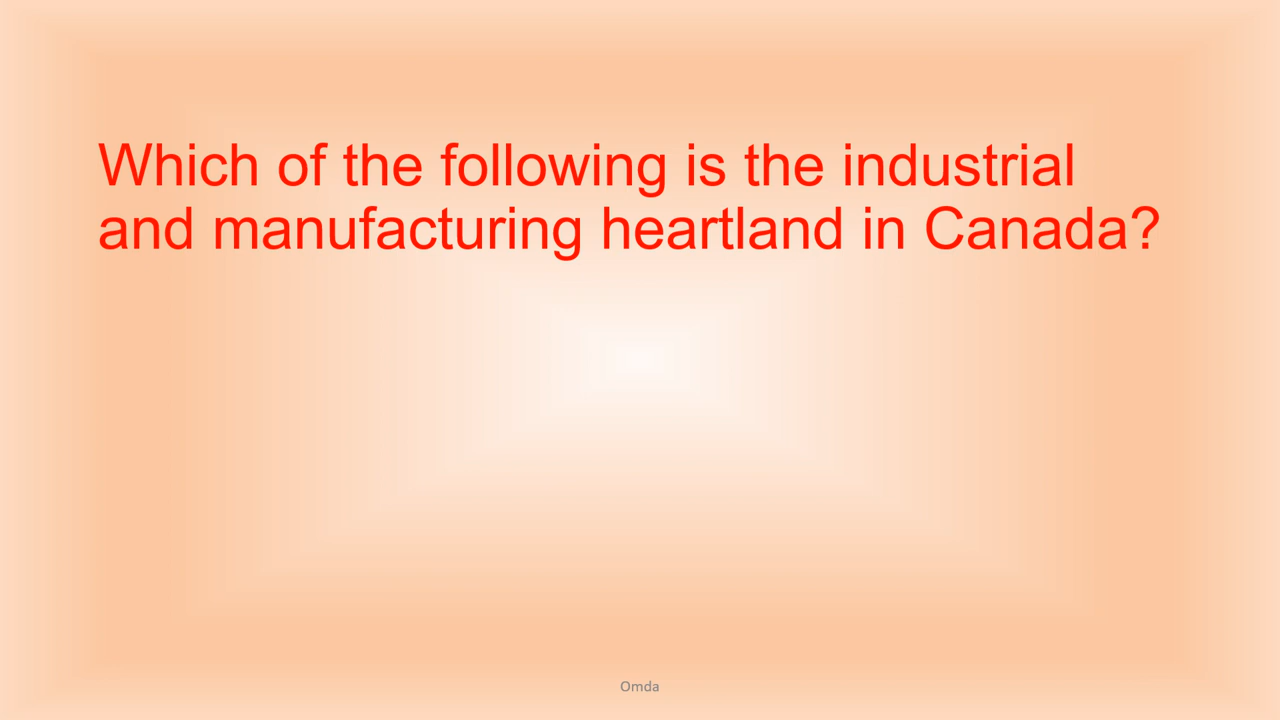 Which of the following is the industrial
and manufacturing heartland in Canada?
Omda